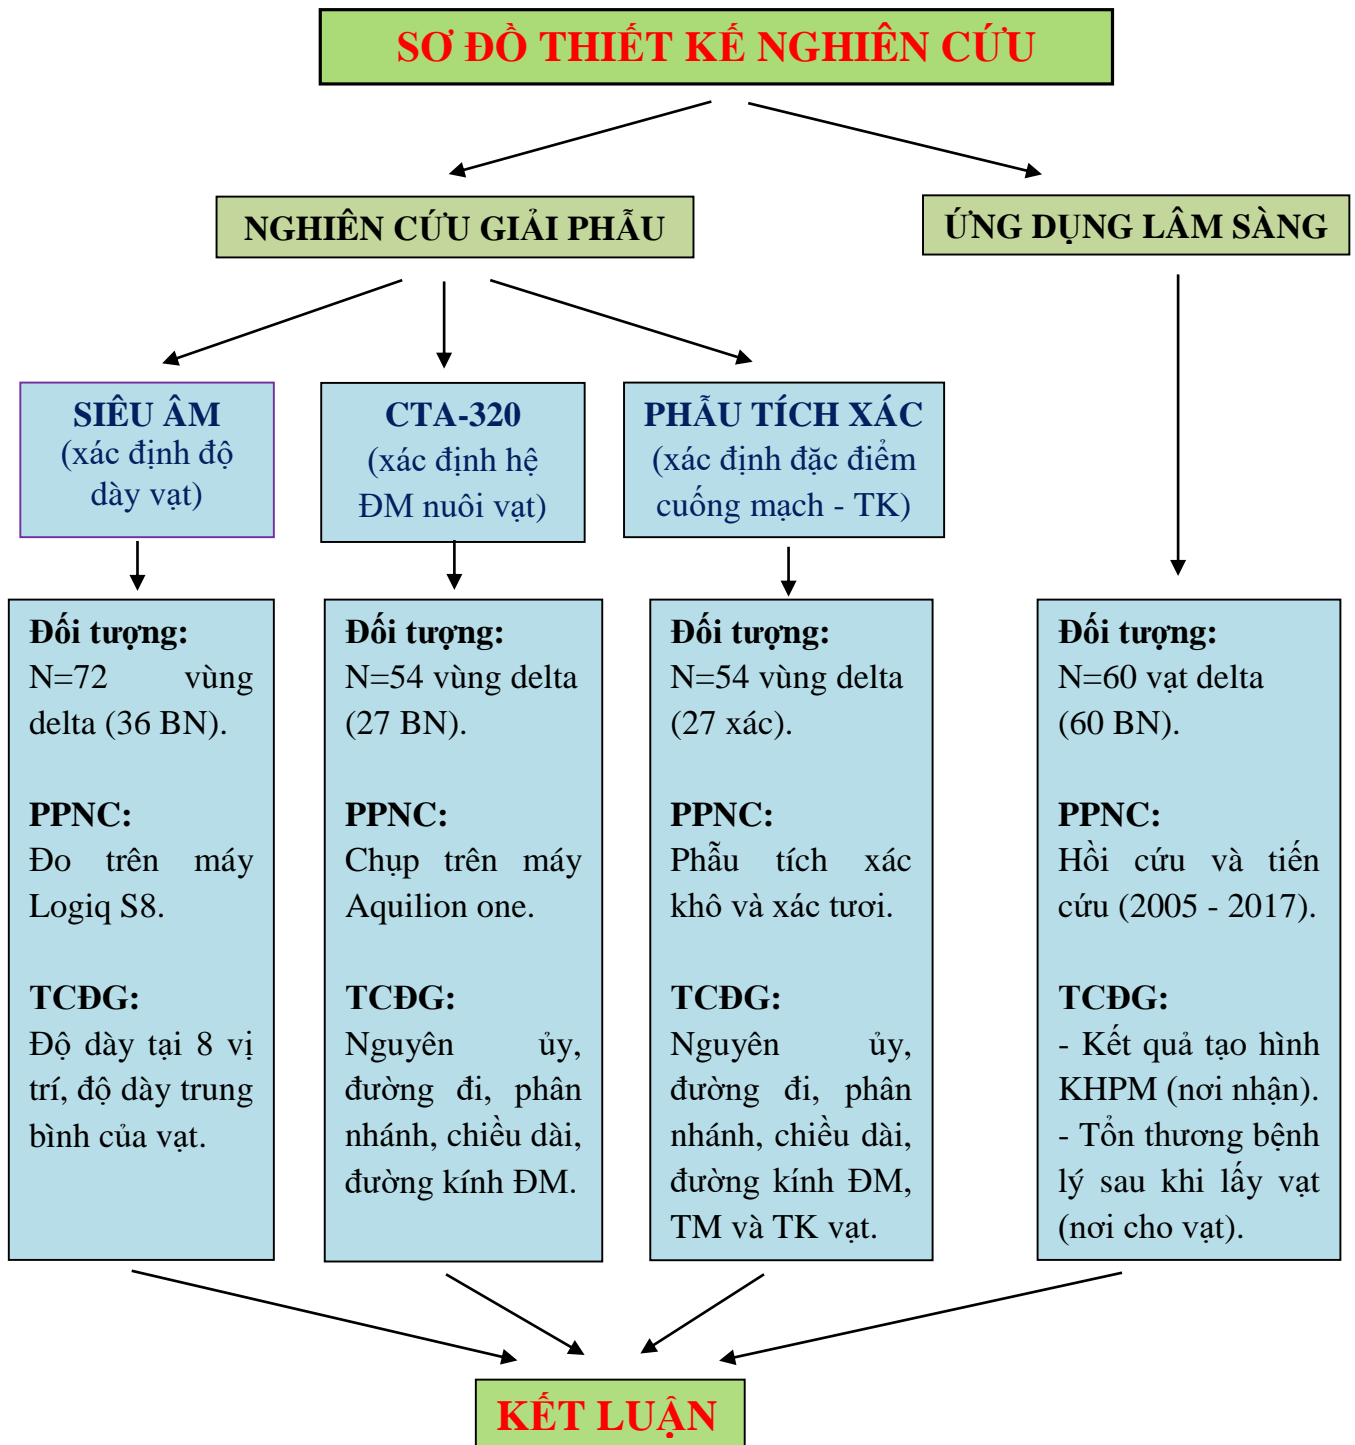 SƠ ĐỒ THIẾT KẾ NGHIÊN CỨU
NGHIÊN CỨU GIẢI PHẪU
ỨNG DỤNG LÂM SÀNG
SIÊU ÂM
(xác định độ
dày vạt)
CTA-320
(xác định hệ
ĐM nuôi vạt)
PHẪU TÍCH XÁC
(xác định đặc điểm
cuống mạch - TK)
Đối tượng:
N=72 vùng
delta (36 BN).
PPNC:
Đo trên máy
Logiq S8.
TCĐG:
Độ dày tại 8 vị
trí, độ dày trung
bình của vạt.
Đối tượng:
N=54 vùng delta
(27 BN).
PPNC:
Chụp trên máy
Aquilion one.
TCĐG:
Nguyên ủy,
đường đi, phân
nhánh, chiều dài,
đường kính ĐM.
Đối tượng:
N=54 vùng delta
(27 xác).
PPNC:
Phẫu tích xác
khô và xác tươi.
TCĐG:
Nguyên ủy,
đường đi, phân
nhánh, chiều dài,
đường kính ĐM,
TM và TK vạt.
Đối tượng:
N=60 vạt delta
(60 BN).
PPNC:
Hồi cứu và tiến
cứu (2005 - 2017).
TCĐG:
- Kết quả tạo hình
KHPM (nơi nhận).
- Tổn thương bệnh
lý sau khi lấy vạt
(nơi cho vạt).
KẾT LUẬN